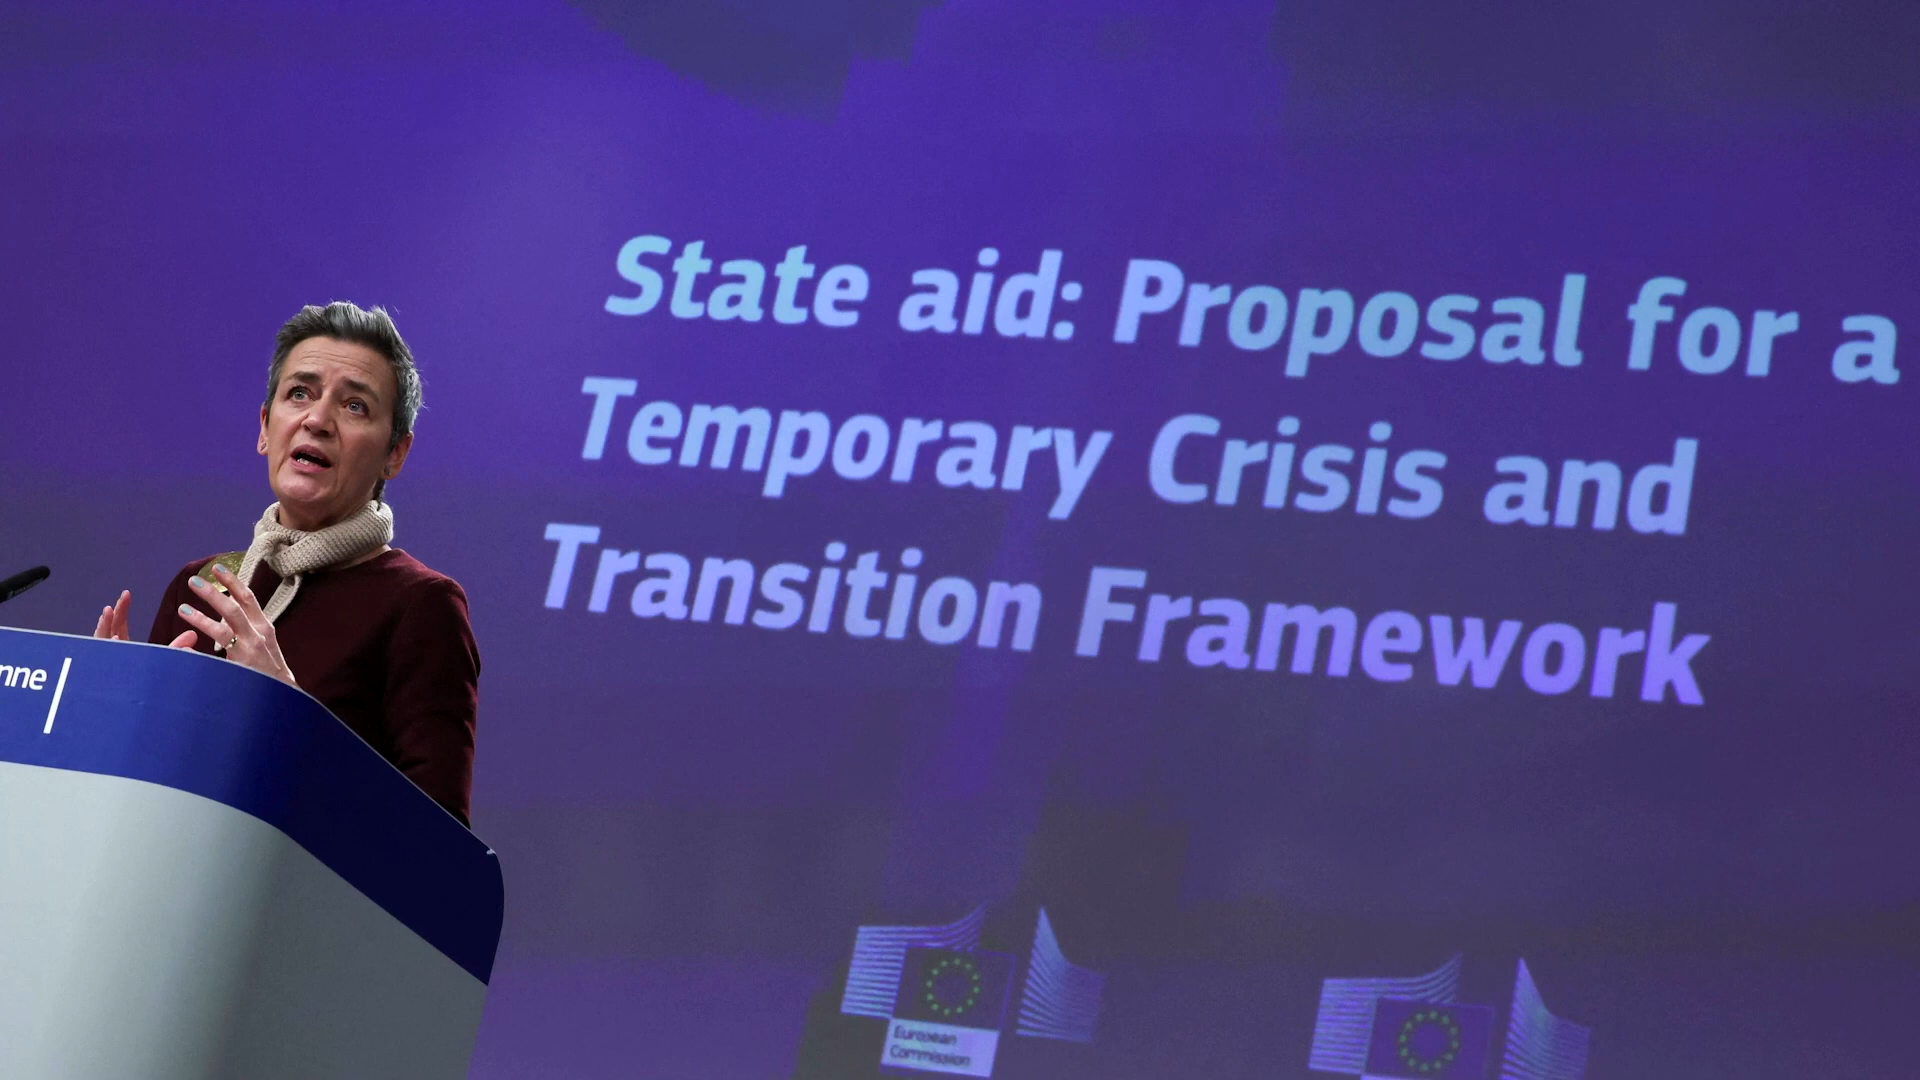 State aid: Proposal for a
Temporary Crisis and
Transition Framework
nne
European
Commission